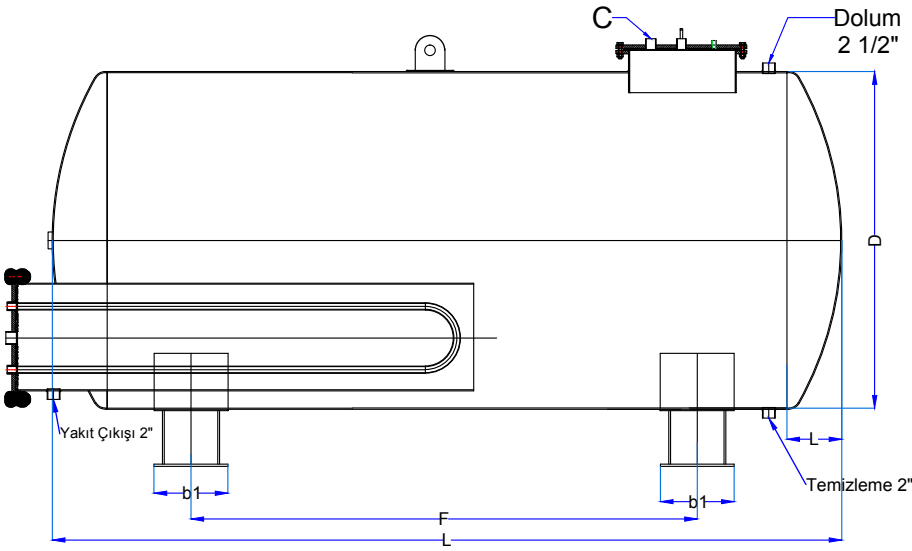 C
Dolum
2 1/2"
D
Yakıt Çıkışı 2"
L
b1
b1
Temizleme 2"
F
L